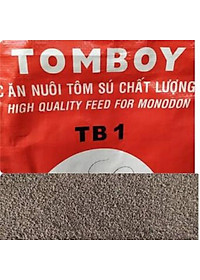 TOMBOY
C ĂN NUÔI TÔM SÚ CHẤT LƯỢNG
HIGH QUALITY FEED FOR MONODON
TB 1